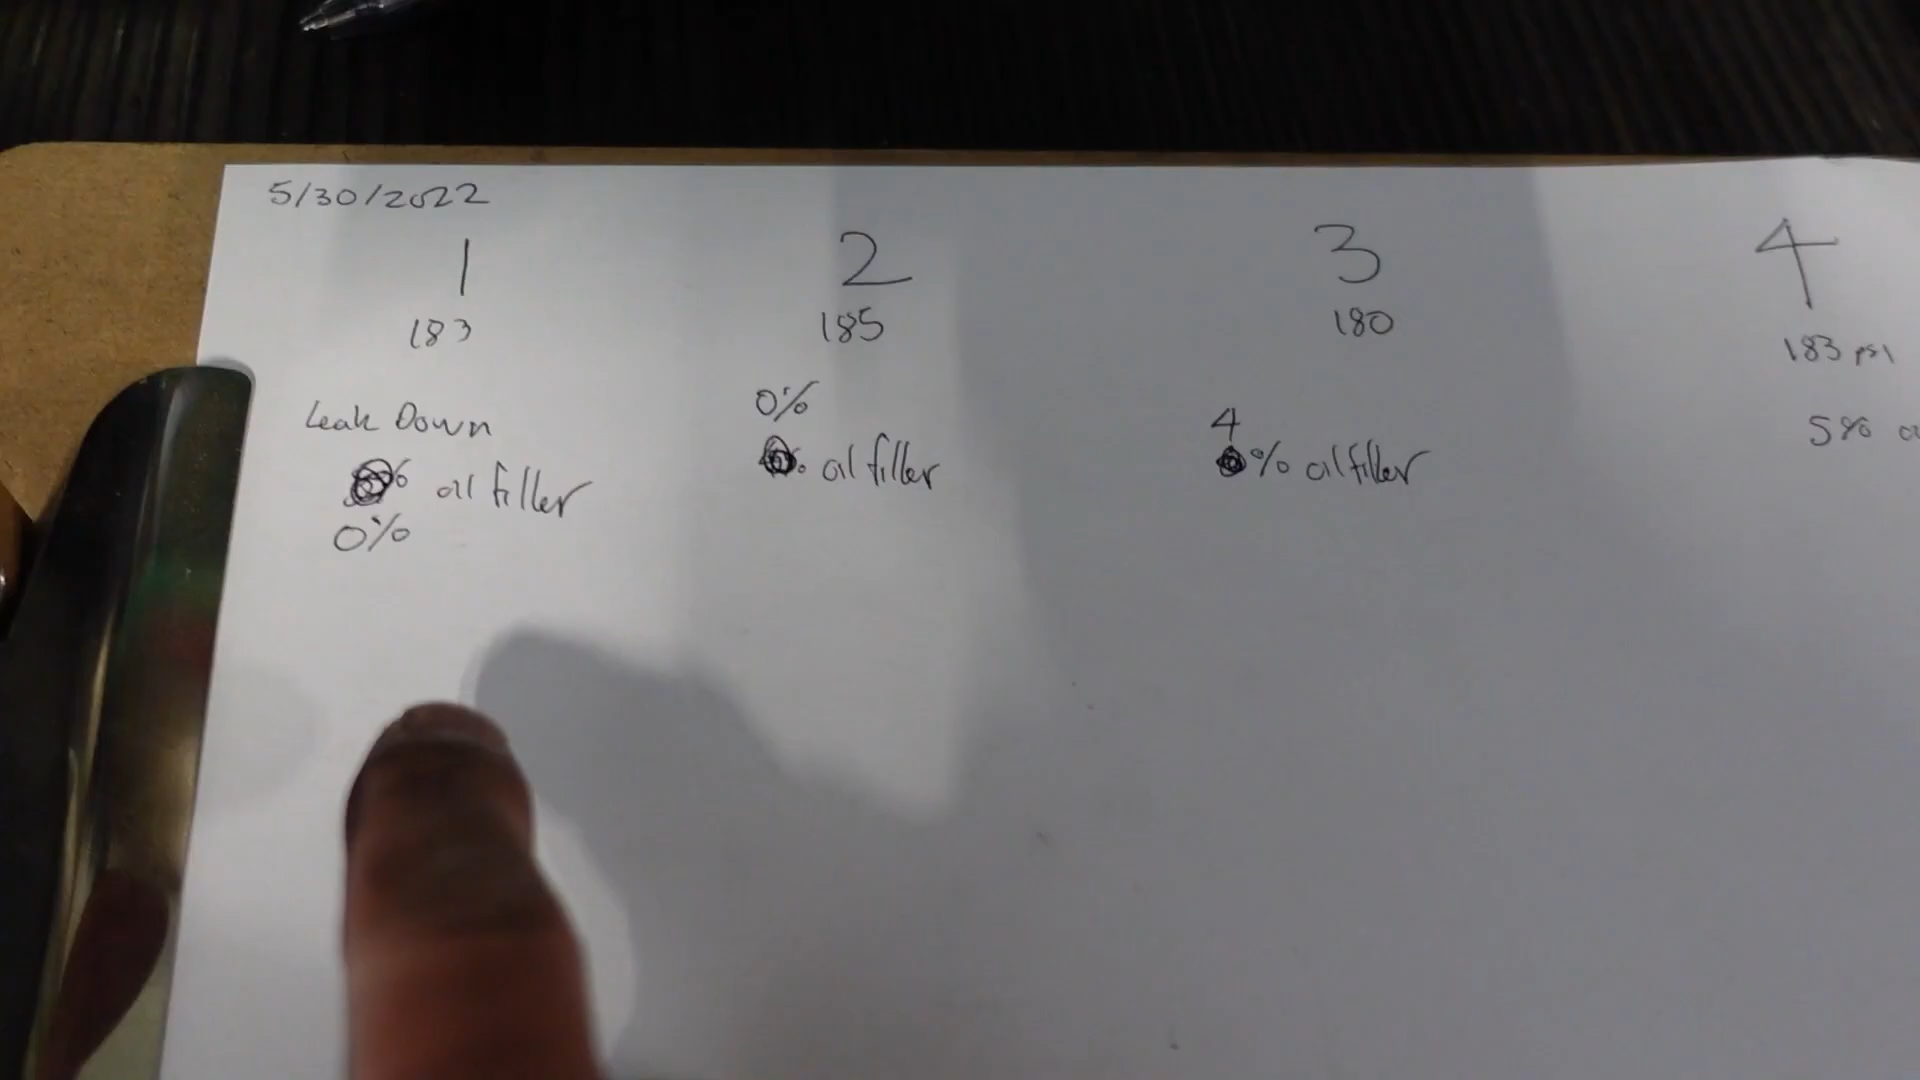 5/30/2022
1 2 3 4
183 185 180 183 psi
Leak Down
oil filler
0%
0%
oil filler
4
% oil filler
5%